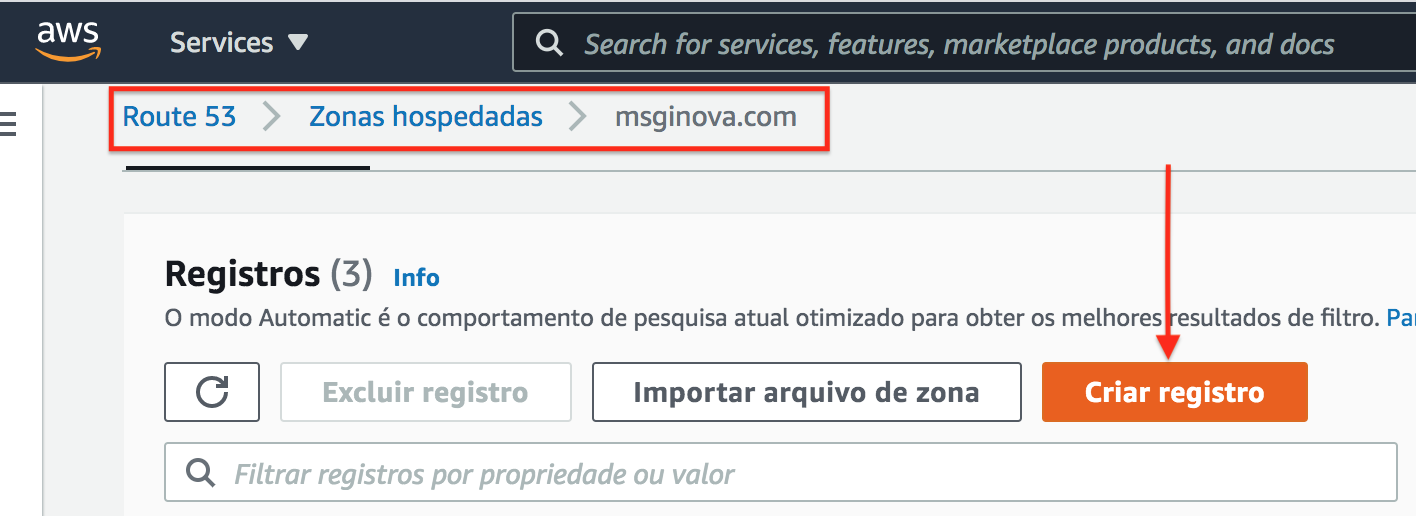 aws Services Search for services, features, marketplace products, and docs
Route 53 Zonas hospedadas msginova.com
Registros (3) Info
O modo Automatic é o comportamento de pesquisa atual otimizado para obter os melhores resultados de filtro.
Excluir registro Importar arquivo de zona Criar registro
Filtrar registros por propriedade ou valor